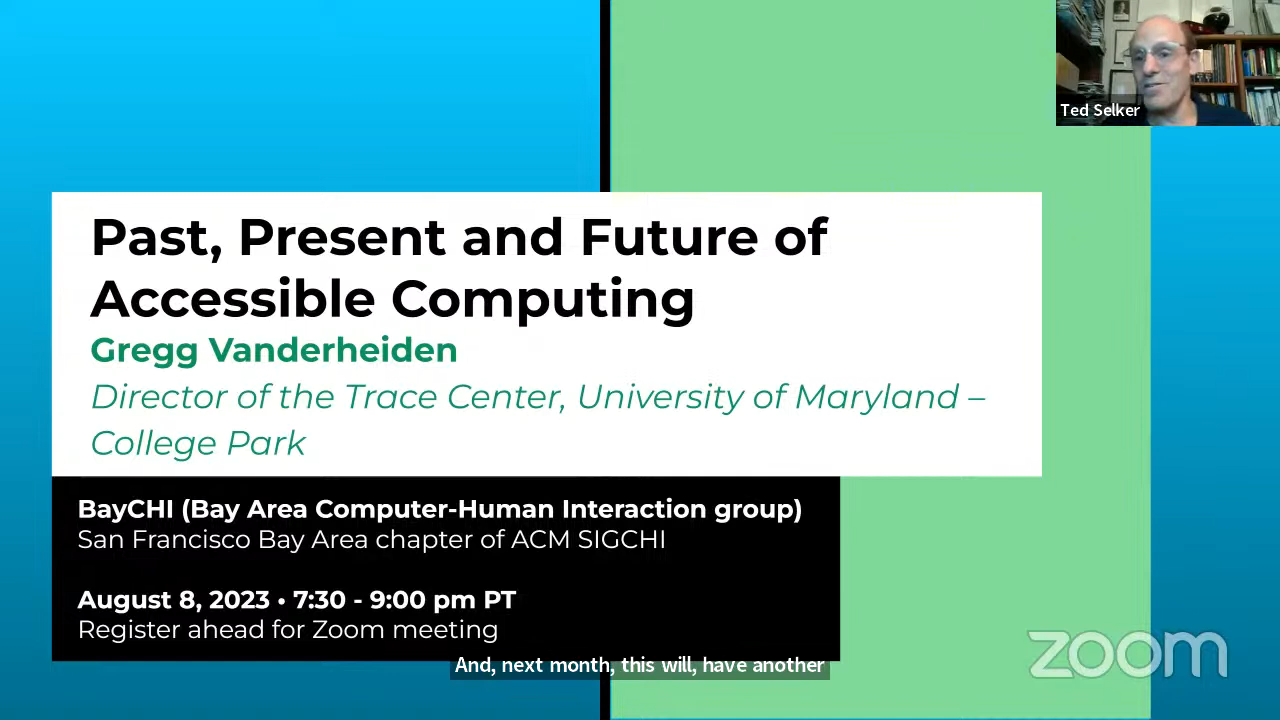 Ted Selker
Past, Present and Future of
Accessible Computing
Gregg Vanderheiden
Director of the Trace Center, University of Maryland –
College Park
BayCHI (Bay Area Computer-Human Interaction group)
San Francisco Bay Area chapter of ACM SIGCHI
August 8, 2023 • 7:30 - 9:00 pm PT
Register ahead for Zoom meeting
And, next month, this will, have another
zoom